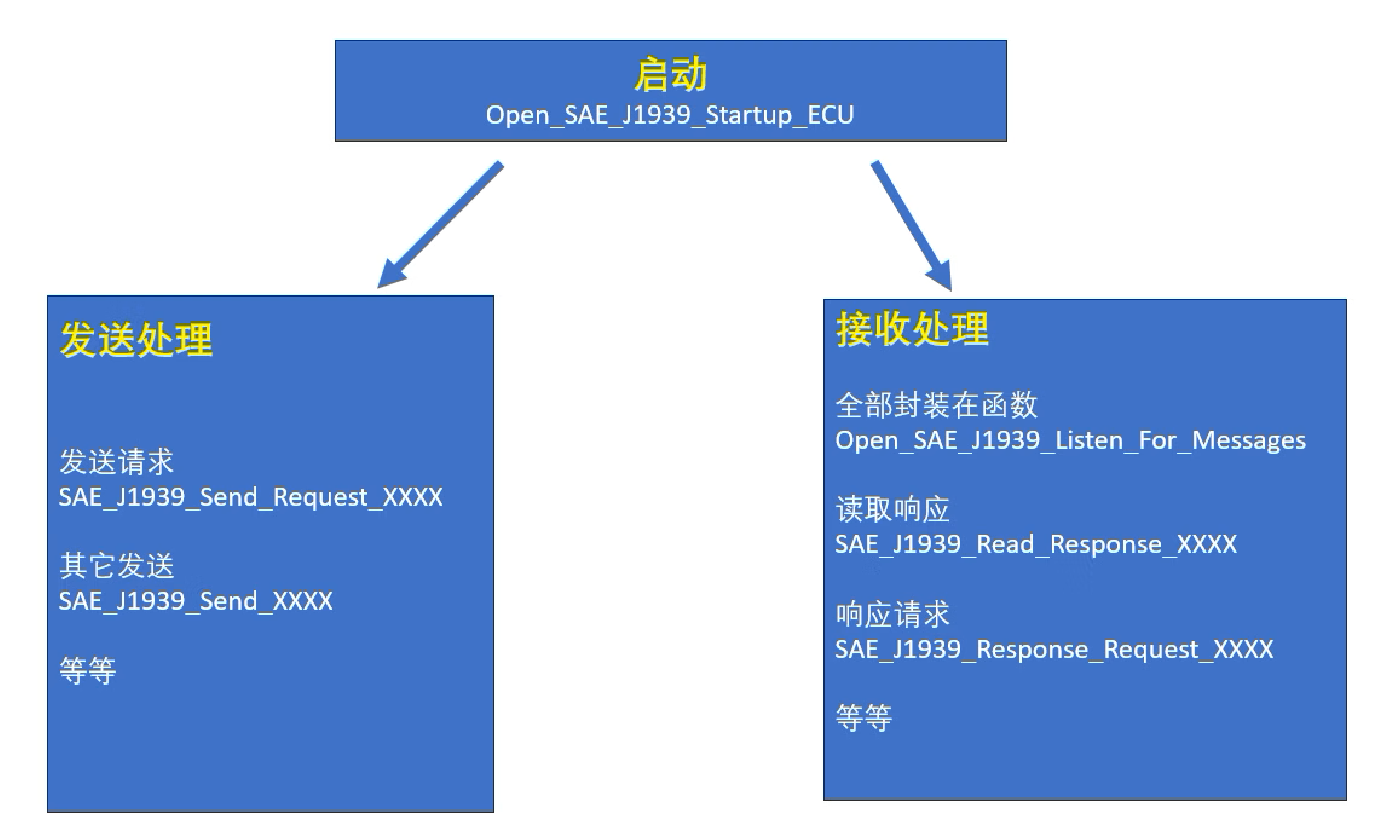 启动
Open_SAE_J1939_Startup_ECU
发送处理
发送请求
SAE_J1939_Send_Request_XXXX
其它发送
SAE_J1939_Send_XXXX
等等
接收处理
全部封装在函数
Open_SAE_J1939_Listen_For_Messages
读取响应
SAE_J1939_Read_Response_XXXX
响应请求
SAE_J1939_Response_Request_XXXX
等等